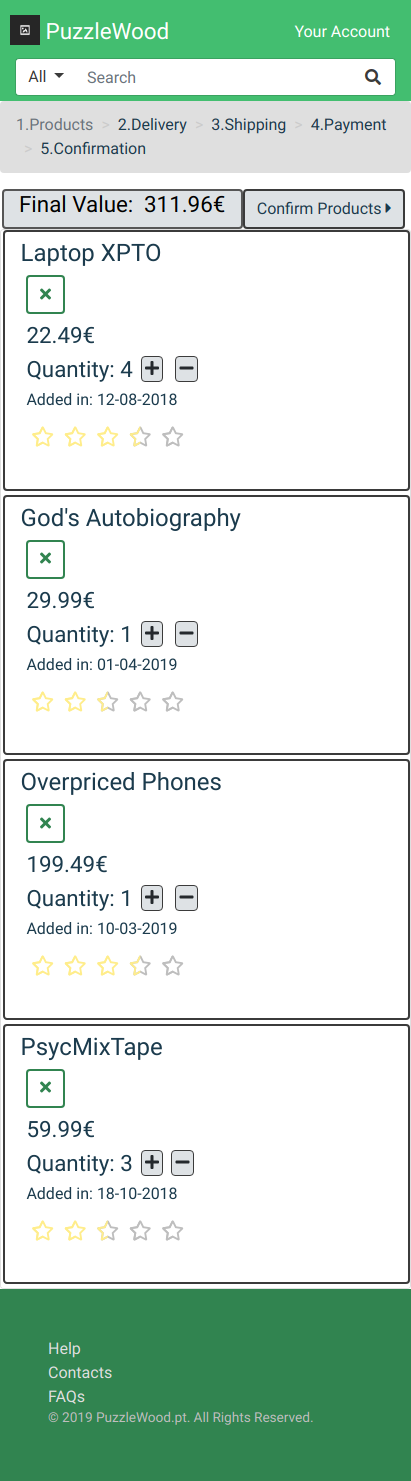 PuzzleWood
Your Account
All
Search
1.Products > 2.Delivery > 3.Shipping > 4.Payment
> 5.Confirmation
Final Value: 311.96€
Confirm Products
Laptop XPTO
22.49€
Quantity: 4
Added in: 12-08-2018
God's Autobiography
29.99€
Quantity: 1
Added in: 01-04-2019
Overpriced Phones
199.49€
Quantity: 1
Added in: 10-03-2019
PsycMixTape
59.99€
Quantity: 3
Added in: 18-10-2018
Help
Contacts
FAQs
© 2019 PuzzleWood.pt. All Rights Reserved.